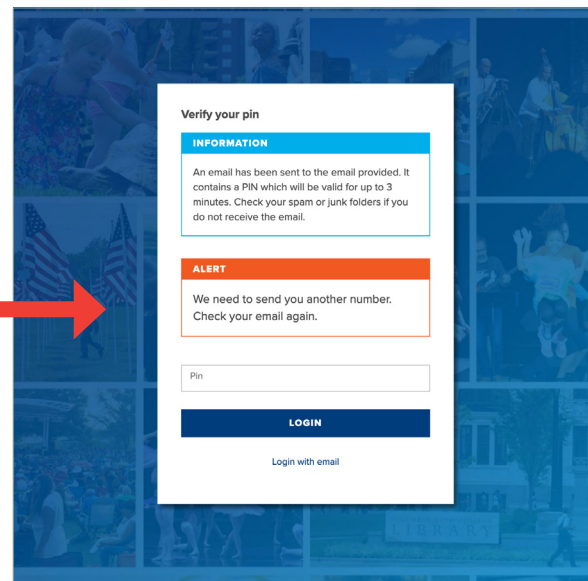 Verify your pin
INFORMATION
An email has been sent to the email provided. It
contains a PIN which will be valid for up to 3
minutes. Check your spam or junk folders if you
do not receive the email.
ALERT
We need to send you another number.
Check your email again.
Pin
LOGIN
Login with email
LIBRARY